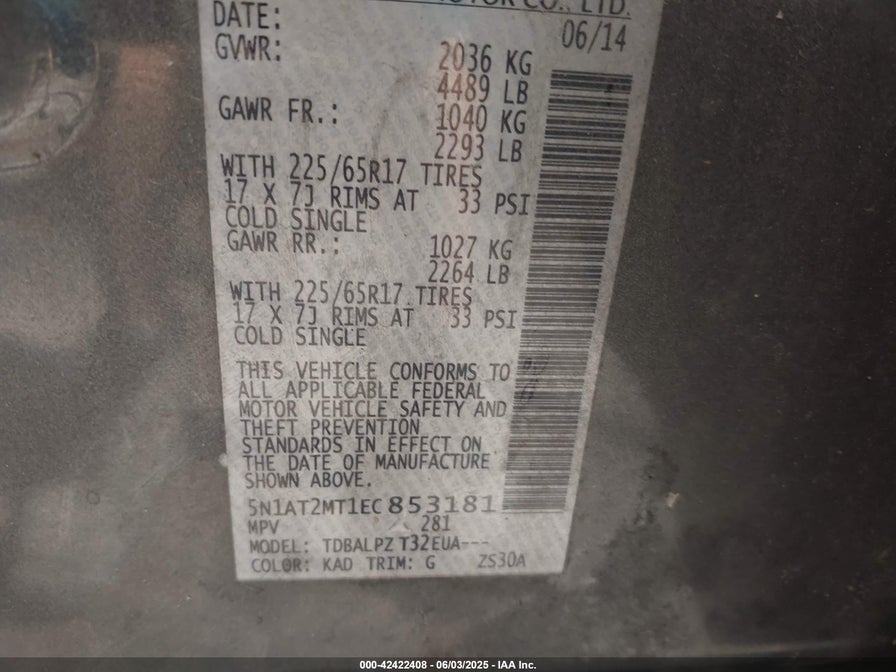 MOTOR CO., LTD.
DATE: 06/14
GVWR: 2036 KG
4489 LB
GAWR FR.: 1040 KG
2293 LB
WITH 225/65R17 TIRES
17 X 7J RIMS AT 33 PSI
COLD SINGLE
GAWR RR.: 1027 KG
2264 LB
WITH 225/65R17 TIRES
17 X 7J RIMS AT 33 PSI
COLD SINGLE
THIS VEHICLE CONFORMS TO
ALL APPLICABLE FEDERAL
MOTOR VEHICLE SAFETY AND
THEFT PREVENTION
STANDARDS IN EFFECT ON
THE DATE OF MANUFACTURE
SHOWN ABOVE.
5N1AT2MT1EC853181
MPV 281
MODEL: TDBALPZ T32EUA---
COLOR: KAD TRIM: G ZS30A
000-42422408 - 06/03/2025 - IAA Inc.